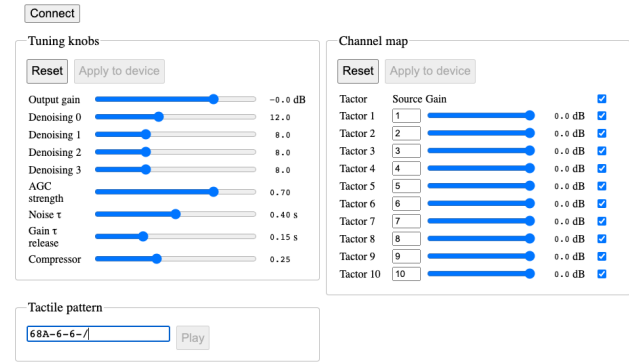 Connect
Tuning knobs
Reset Apply to device
Output gain -0.0 dB
Denoising 0 12.0
Denoising 1 8.0
Denoising 2 8.0
Denoising 3 8.0
AGC
strength 0.70
Noise τ 0.40 s
Gain τ
release 0.15 s
Compressor 0.25
Channel map
Reset Apply to device
Tactor Source Gain
Tactor 1 1 0.0 dB
Tactor 2 2 0.0 dB
Tactor 3 3 0.0 dB
Tactor 4 4 0.0 dB
Tactor 5 5 0.0 dB
Tactor 6 6 0.0 dB
Tactor 7 7 0.0 dB
Tactor 8 8 0.0 dB
Tactor 9 9 0.0 dB
Tactor 10 10 0.0 dB
Tactile pattern
68A-6-6-/ Play